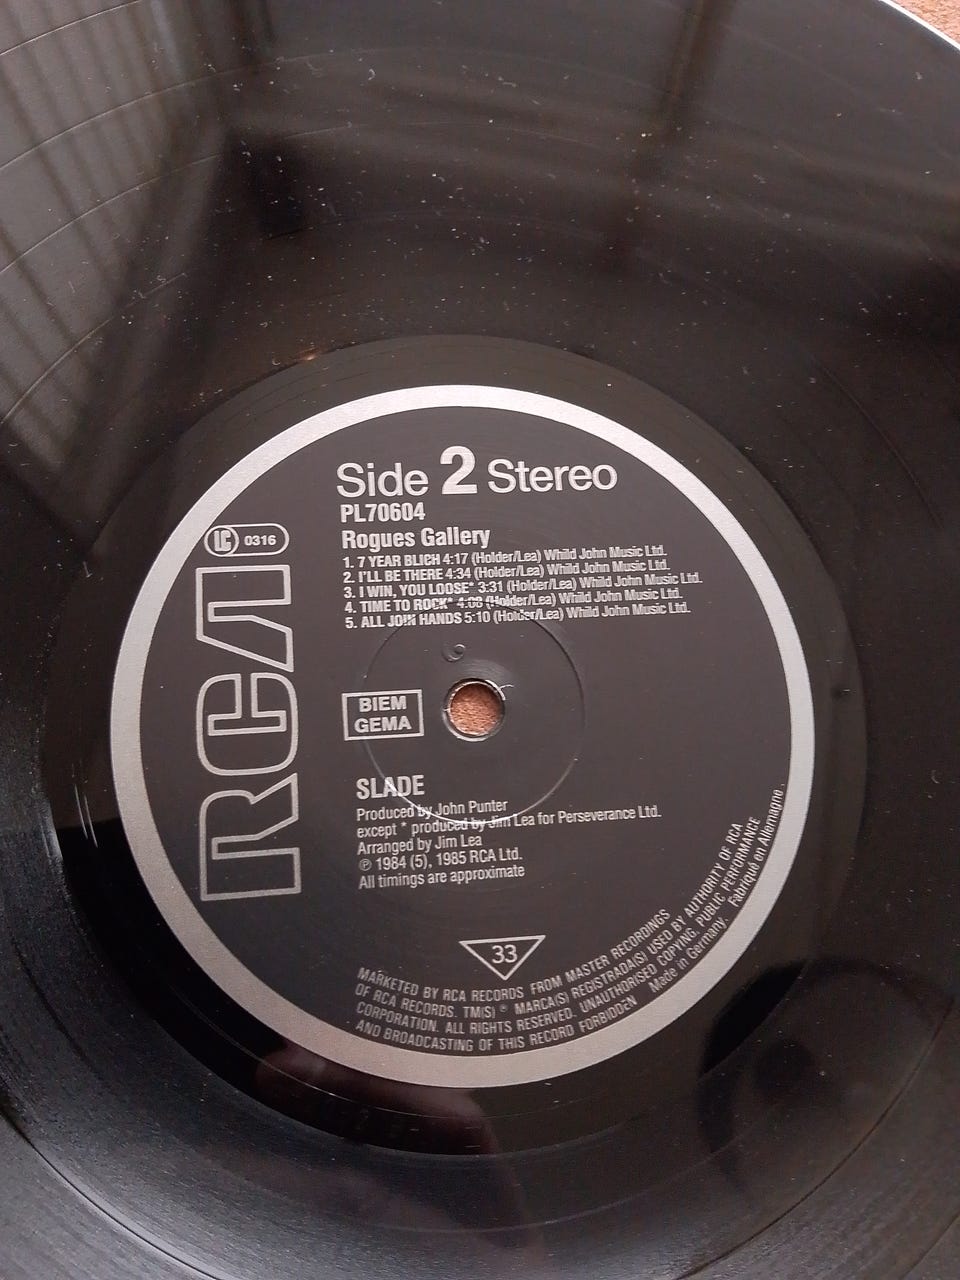 Side 2 Stereo
PL70604
Rogues Gallery
1. 7 YEAR BLICH 4:17 (Holder/Lea) Whild John Music Ltd.
2. I'LL BE THERE 4:34 (Holder/Lea) Whild John Music Ltd.
3. I WIN, YOU LOOSE* 3:31 (Holder/Lea) Whild John Music Ltd.
4. TIME TO ROCK* 4:08 (Holder/Lea) Whild John Music Ltd.
5. ALL JOIN HANDS 5:10 (Holder/Lea) Whild John Music Ltd.
LC 0316
RCA
BIEM
GEMA
SLADE
Produced by John Punter
except * produced by Jim Lea for Perseverance Ltd.
Arranged by Jim Lea
℗ 1984 (5), 1985 RCA Ltd.
All timings are approximate
33
MARKETED BY RCA RECORDS FROM MASTER RECORDINGS
OF RCA RECORDS. TM(S) ® MARCA(S) REGISTRADA(S) USED BY AUTHORITY OF RCA
CORPORATION. ALL RIGHTS RESERVED. UNAUTHORISED COPYING, PUBLIC PERFORMANCE
AND BROADCASTING OF THIS RECORD FORBIDDEN Made in Germany. Fabriqué en Allemagne.